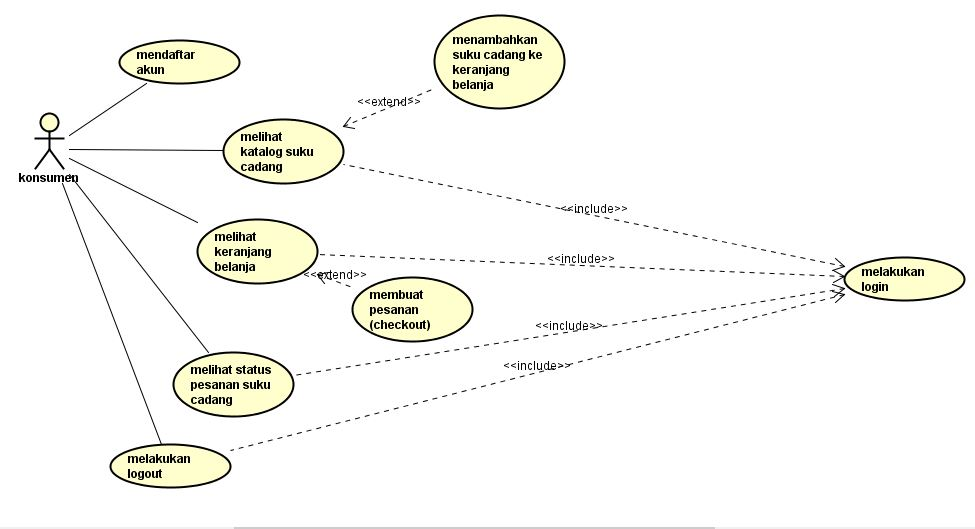 mendaftar
akun
menambahkan
suku cadang ke
keranjang
belanja
<<extend>>
melihat
katalog suku
cadang
konsumen
<<include>>
melihat
keranjang
belanja
<<include>>
<<extend>>
melakukan
login
membuat
pesanan
(checkout)
<<include>>
melihat status
pesanan suku
cadang
<<include>>
melakukan
logout